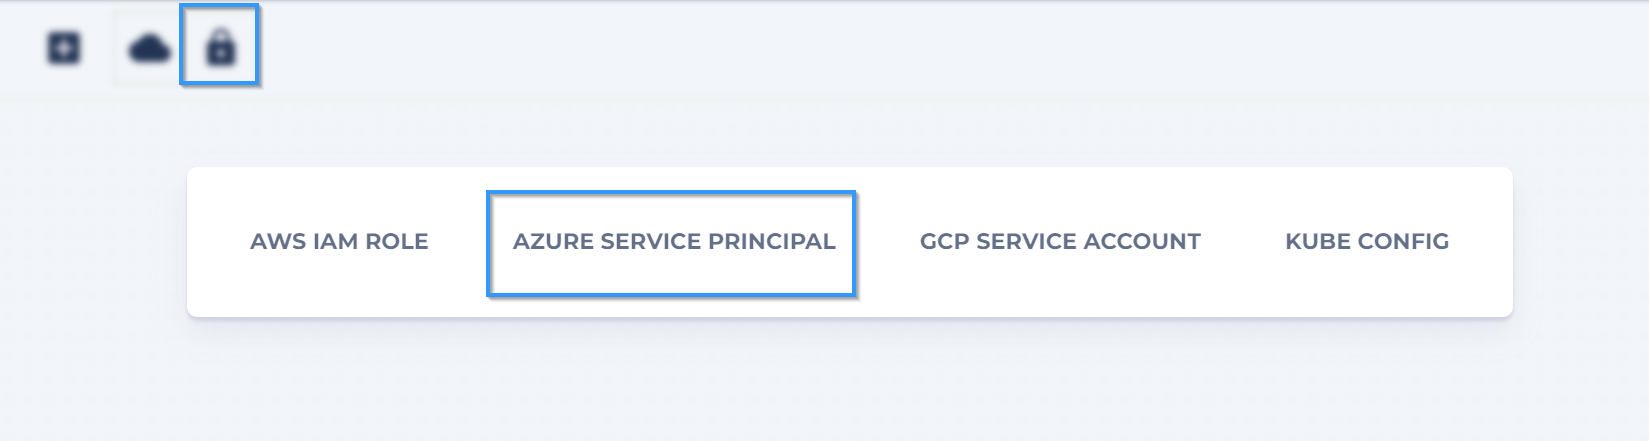 AWS IAM ROLE AZURE SERVICE PRINCIPAL GCP SERVICE ACCOUNT KUBE CONFIG